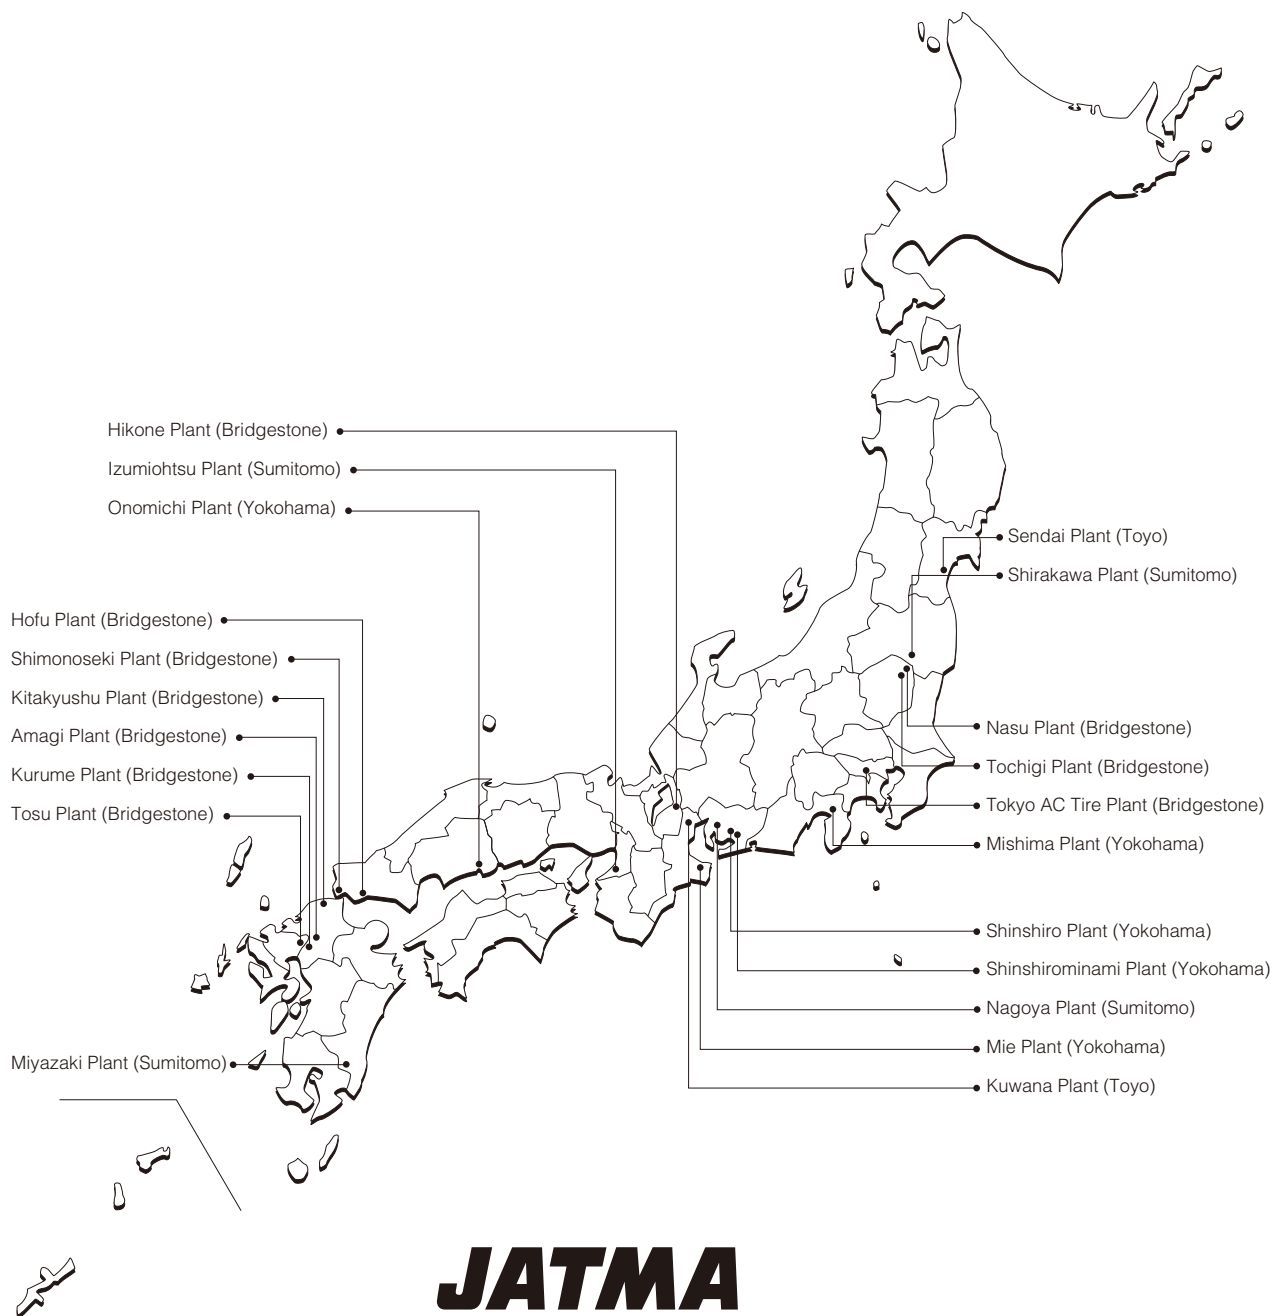 Hikone Plant (Bridgestone)
Izumiohtsu Plant (Sumitomo)
Onomichi Plant (Yokohama)
Sendai Plant (Toyo)
Shirakawa Plant (Sumitomo)
Hofu Plant (Bridgestone)
Shimonoseki Plant (Bridgestone)
Kitakyushu Plant (Bridgestone)
Amagi Plant (Bridgestone)
Kurume Plant (Bridgestone)
Tosu Plant (Bridgestone)
Nasu Plant (Bridgestone)
Tochigi Plant (Bridgestone)
Tokyo AC Tire Plant (Bridgestone)
Mishima Plant (Yokohama)
Shinshiro Plant (Yokohama)
Shinshirominami Plant (Yokohama)
Nagoya Plant (Sumitomo)
Mie Plant (Yokohama)
Kuwana Plant (Toyo)
Miyazaki Plant (Sumitomo)
JATMA